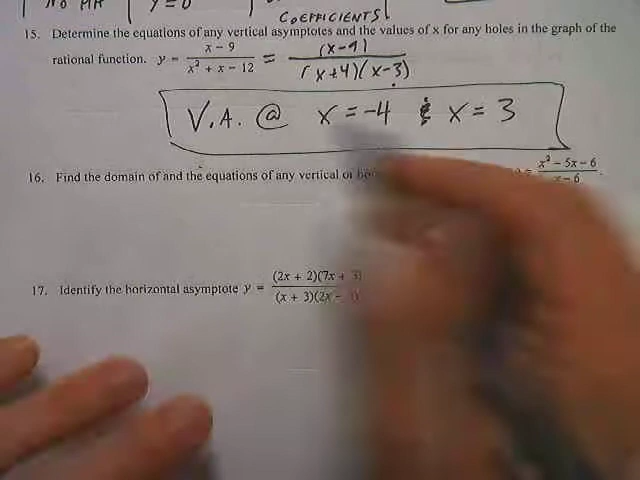 No HA y=0
COEFFICIENTS!
15. Determine the equations of any vertical asymptotes and the values of x for any holes in the graph of the
rational function. y = x − 9 / x² + x − 12 = (x−9) / (x+4)(x−3)
V.A. @ x = -4 & x = 3
16. Find the domain of and the equations of any vertical or x² − 5x − 6 / x − 6 .
17. Identify the horizontal asymptote y = (2x + 2)(7x + / (x + 3)(2x −